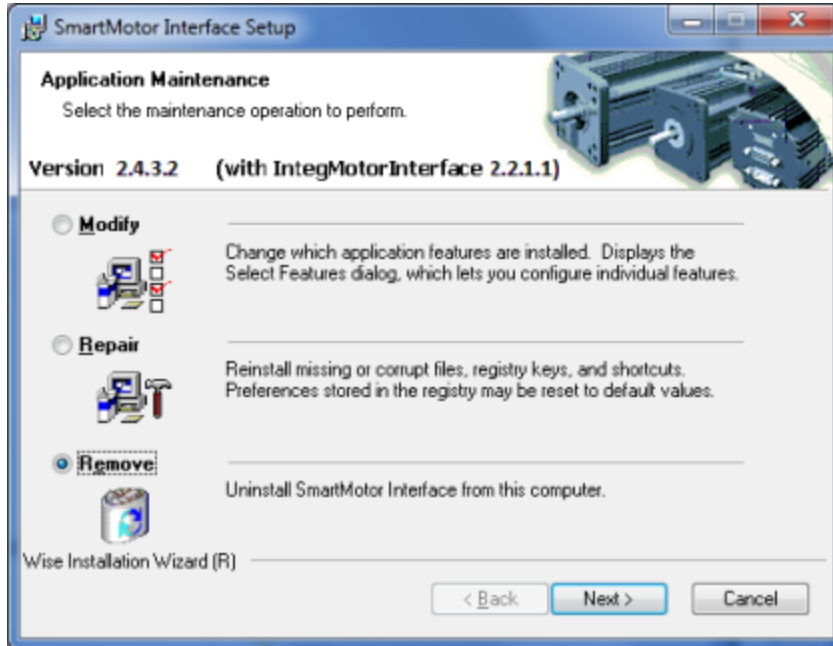 SmartMotor Interface Setup
Application Maintenance
Select the maintenance operation to perform.
Version 2.4.3.2 (with IntegMotorInterface 2.2.1.1)
Modify
Change which application features are installed. Displays the
Select Features dialog, which lets you configure individual features.
Repair
Reinstall missing or corrupt files, registry keys, and shortcuts.
Preferences stored in the registry may be reset to default values.
Remove
Uninstall SmartMotor Interface from this computer.
Wise Installation Wizard (R)
< Back Next > Cancel